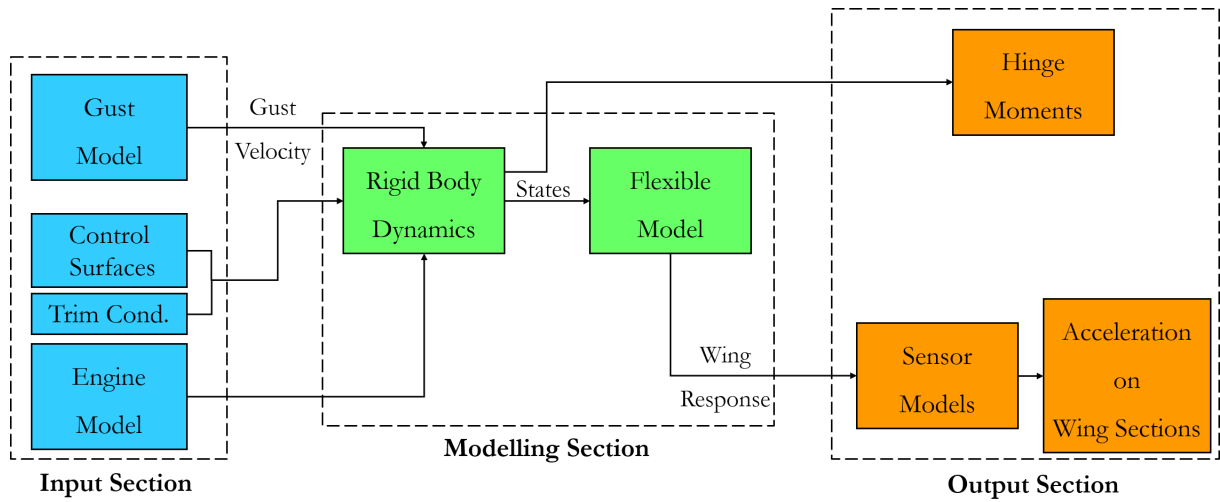 Gust
Model
Control
Surfaces
Trim Cond.
Engine
Model
Input Section
Gust
Velocity
Rigid Body
Dynamics
States
Flexible
Model
Wing
Response
Modelling Section
Hinge
Moments
Sensor
Models
Acceleration
on
Wing Sections
Output Section